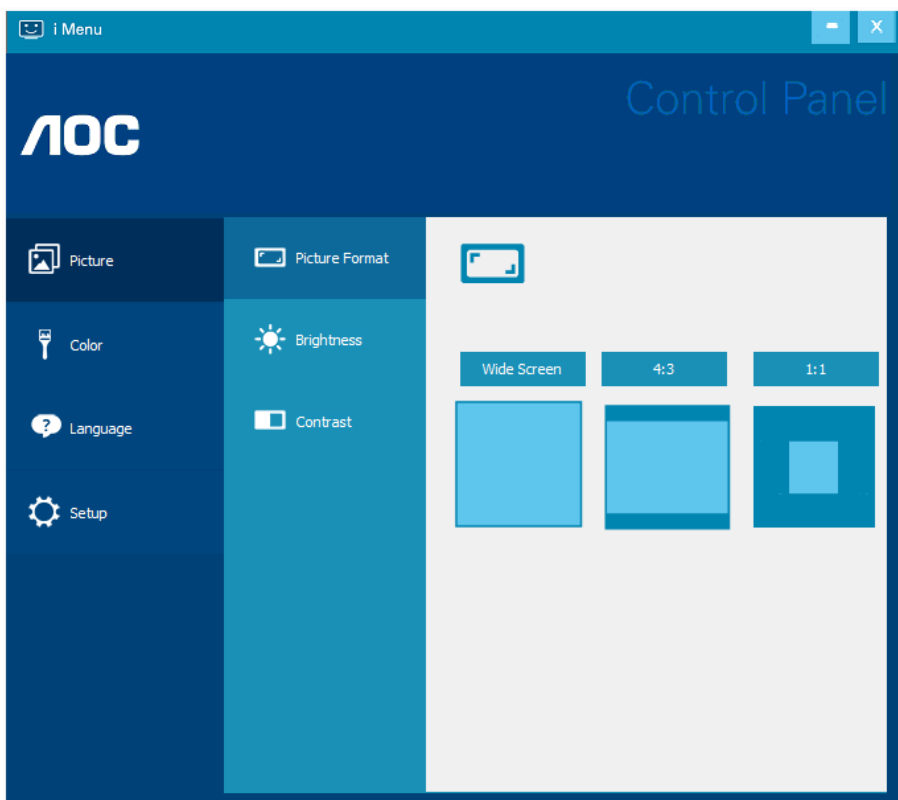 i Menu
Control Panel
AOC
Picture
Color
Language
Setup
Picture Format
Brightness
Contrast
Wide Screen
4:3
1:1